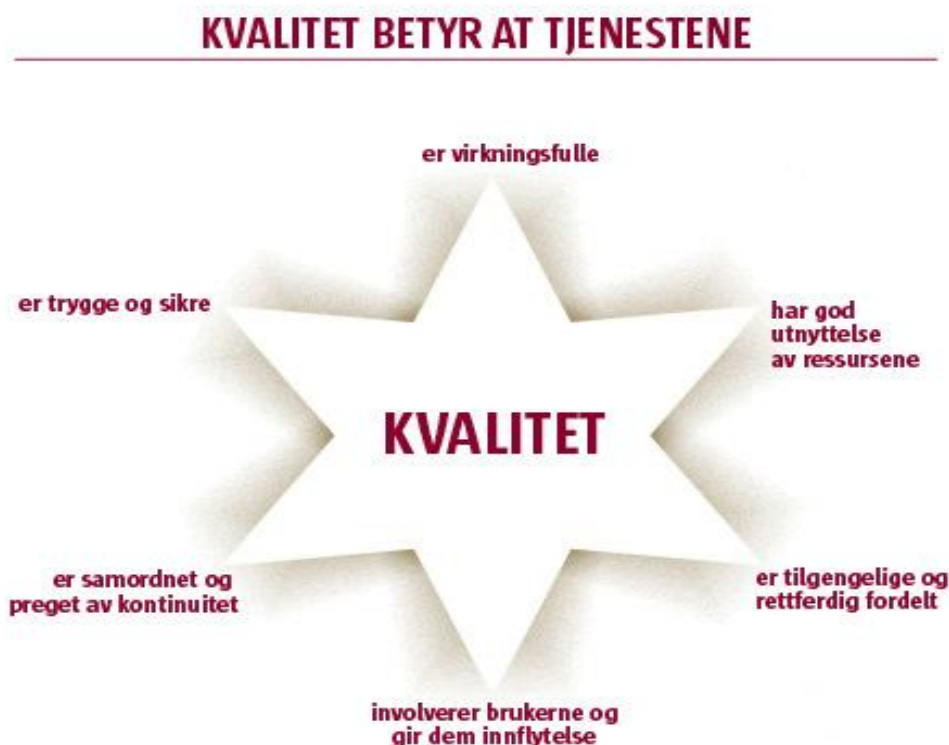 KVALITET BETYR AT TJENESTENE
er virkningsfulle
er trygge og sikre
har god
utnyttelse
av ressursene
KVALITET
er samordnet og
preget av kontinuitet
er tilgengelige og
rettferdig fordelt
involverer brukerne og
gir dem innflytelse